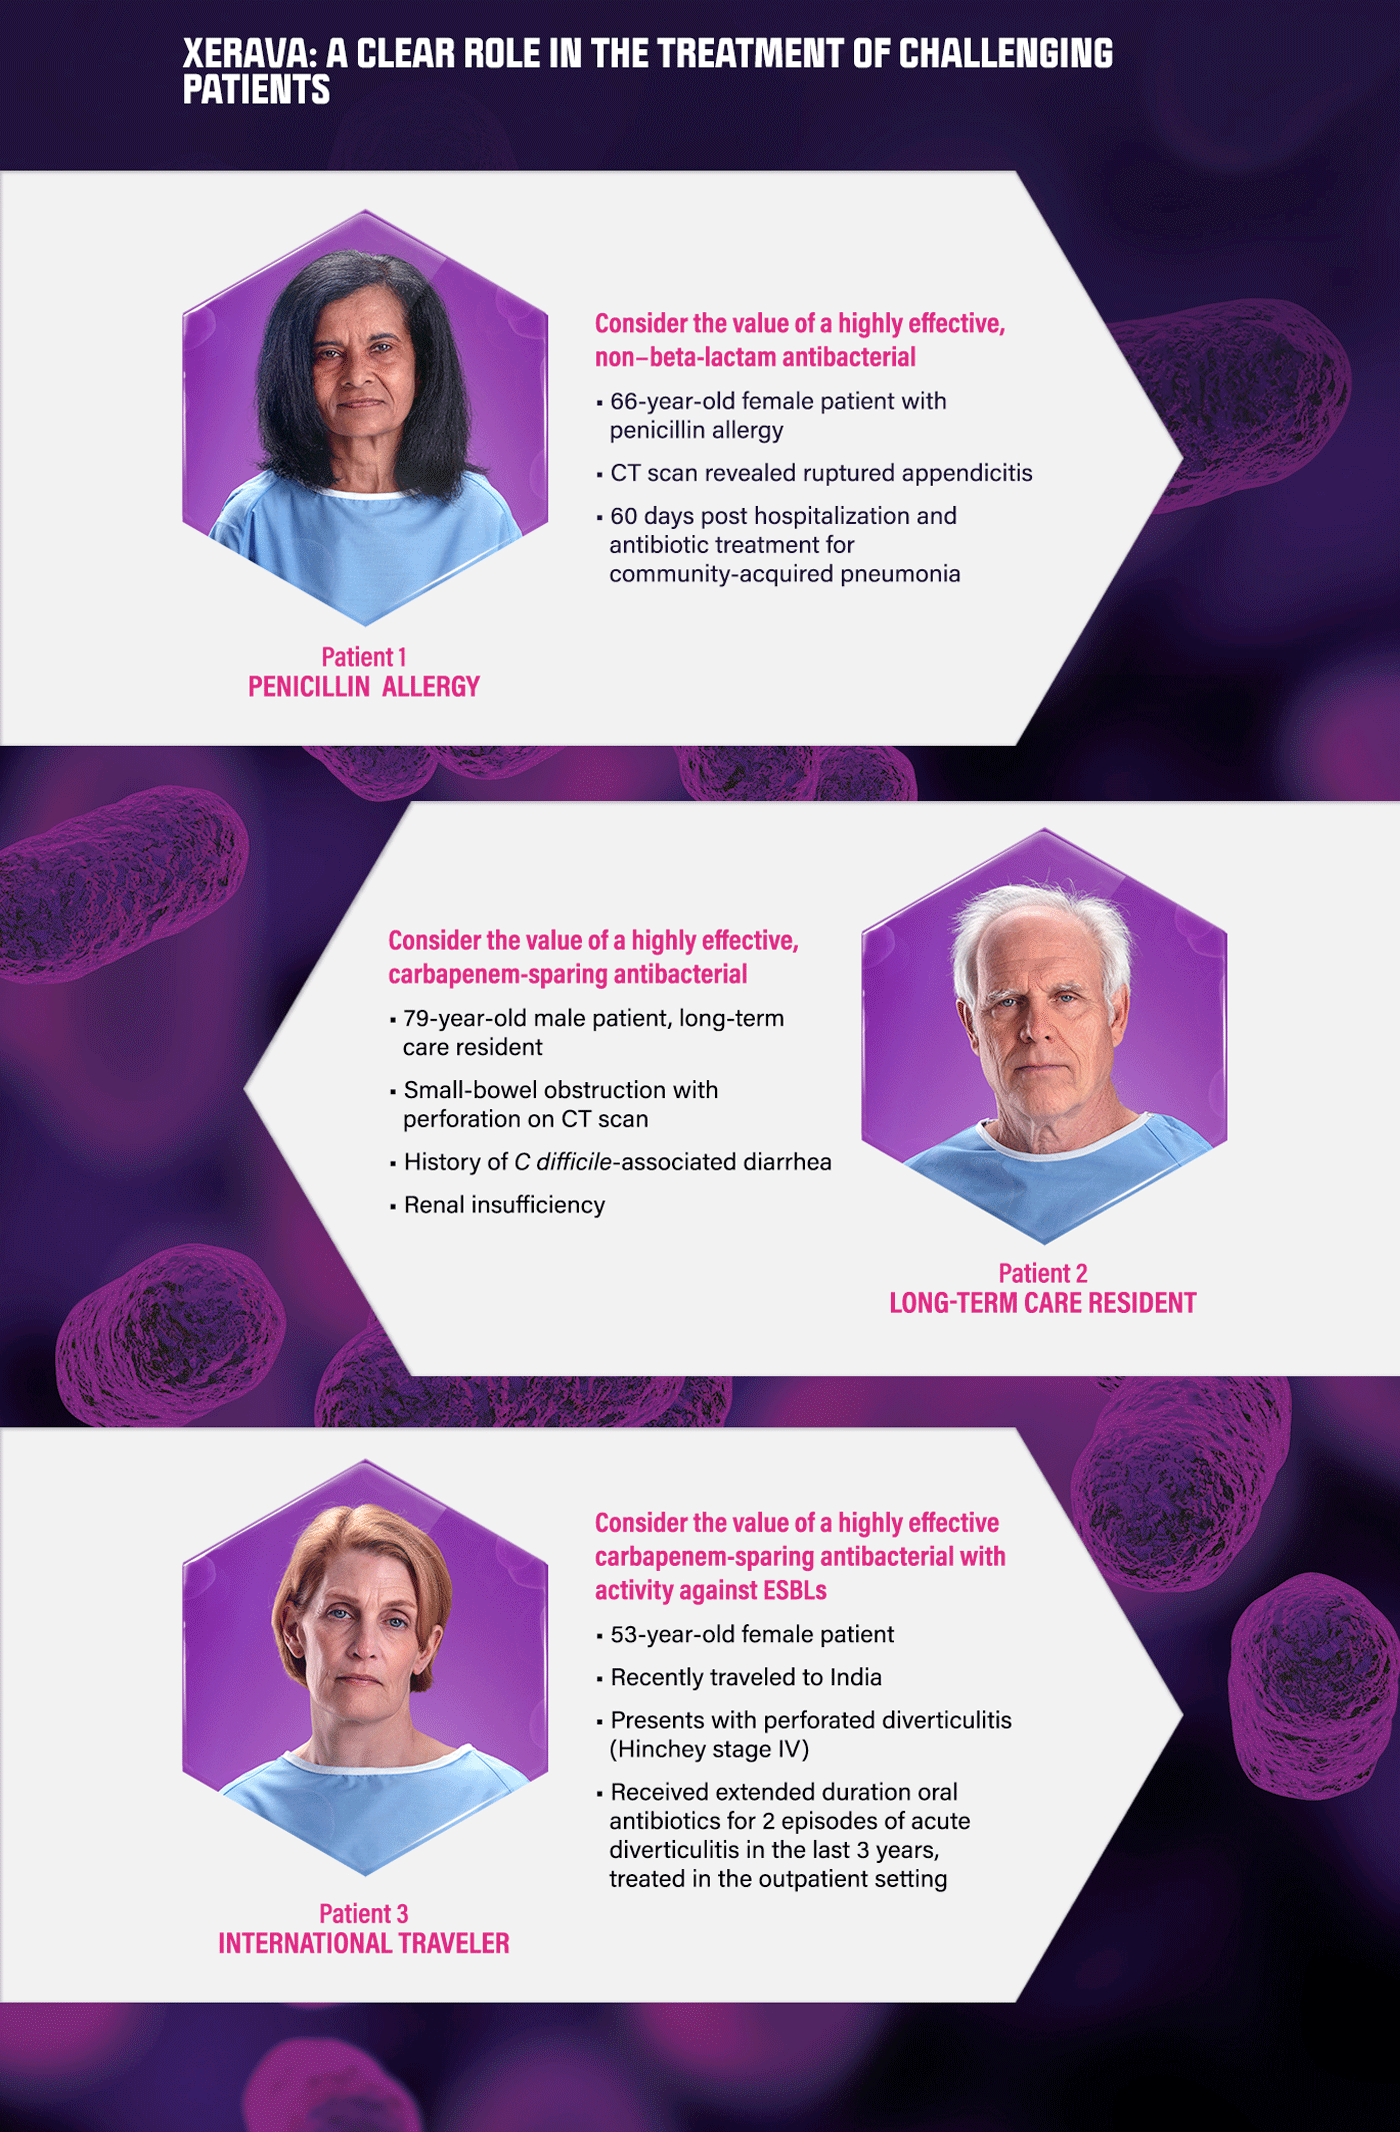 XERAVA: A CLEAR ROLE IN THE TREATMENT OF CHALLENGING
PATIENTS
Consider the value of a highly effective,
non–beta-lactam antibacterial
▪ 66-year-old female patient with
penicillin allergy
▪ CT scan revealed ruptured appendicitis
▪ 60 days post hospitalization and
antibiotic treatment for
community-acquired pneumonia
Patient 1
PENICILLIN ALLERGY
Consider the value of a highly effective,
carbapenem-sparing antibacterial
▪ 79-year-old male patient, long-term
care resident
▪ Small-bowel obstruction with
perforation on CT scan
▪ History of C difficile-associated diarrhea
▪ Renal insufficiency
Patient 2
LONG-TERM CARE RESIDENT
Consider the value of a highly effective
carbapenem-sparing antibacterial with
activity against ESBLs
▪ 53-year-old female patient
▪ Recently traveled to India
▪ Presents with perforated diverticulitis
(Hinchey stage IV)
▪ Received extended duration oral
antibiotics for 2 episodes of acute
diverticulitis in the last 3 years,
treated in the outpatient setting
Patient 3
INTERNATIONAL TRAVELER